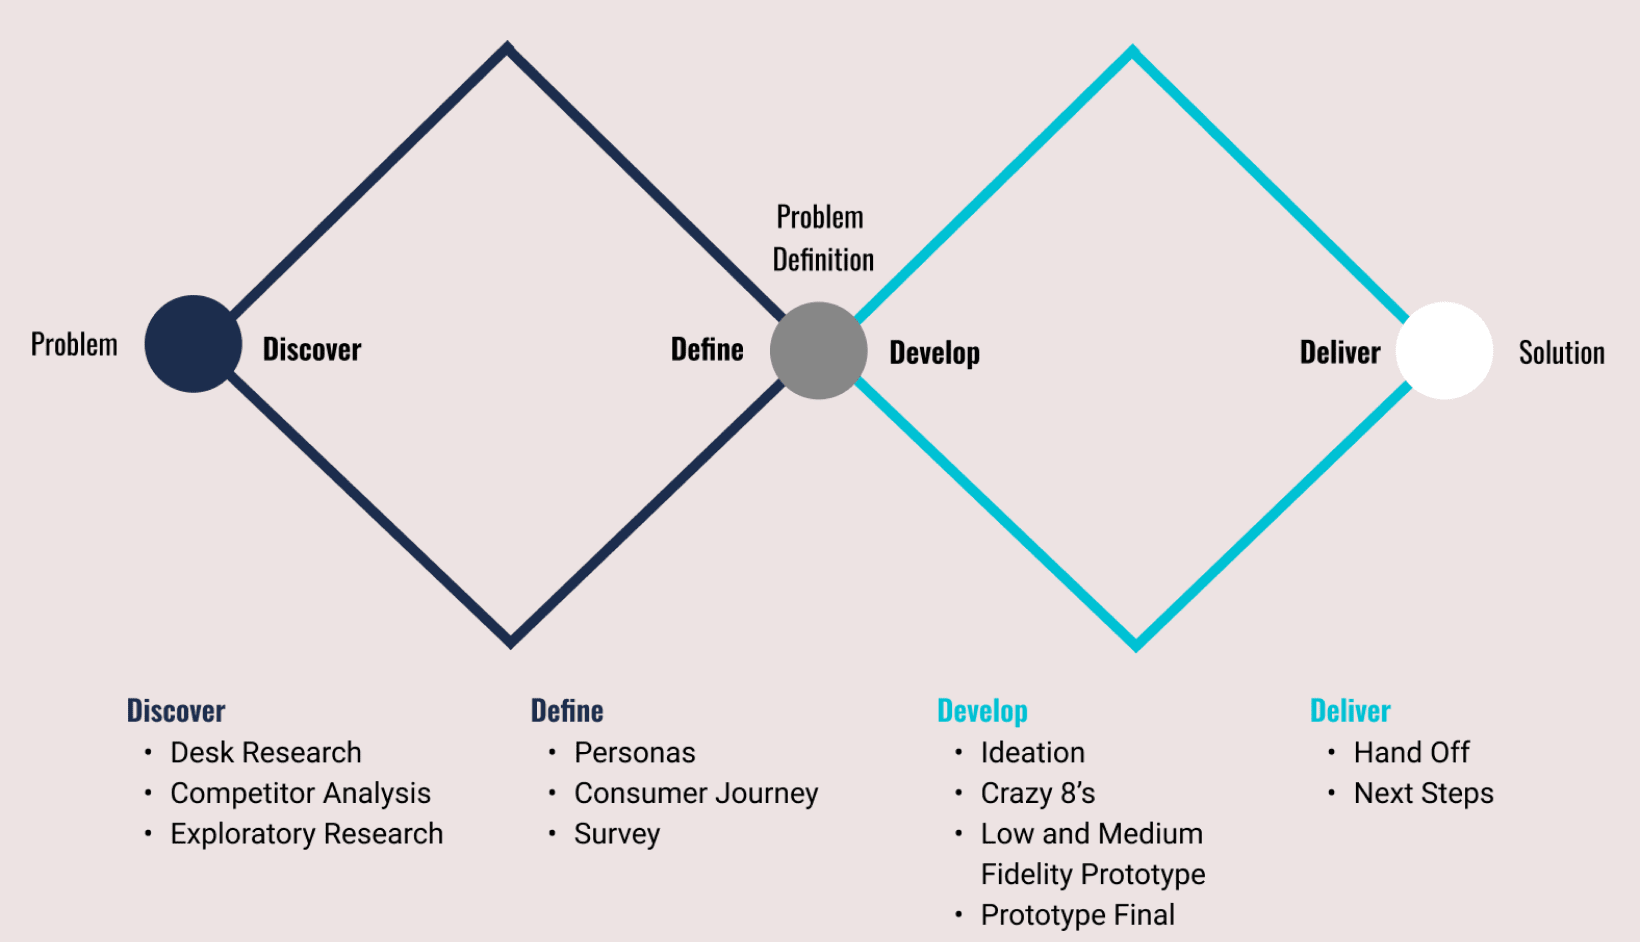 Problem
Discover
Define
Problem
Definition
Develop
Deliver
Solution
Discover
• Desk Research
• Competitor Analysis
• Exploratory Research
Define
• Personas
• Consumer Journey
• Survey
Develop
• Ideation
• Crazy 8’s
• Low and Medium
Fidelity Prototype
• Prototype Final
Deliver
• Hand Off
• Next Steps